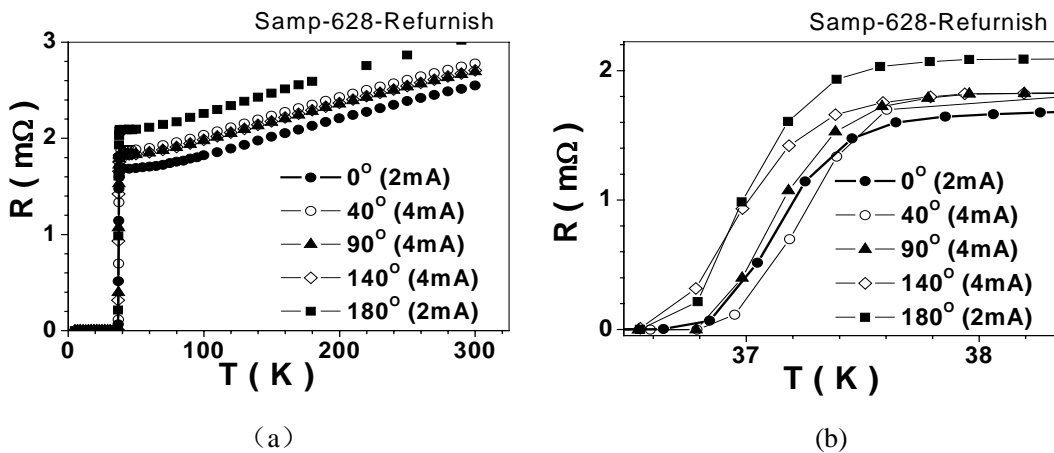 Samp-628-Refurnish
3
2
1
0
R ( mΩ )
0° (2mA)
40° (4mA)
90° (4mA)
140° (4mA)
180° (2mA)
0 100 200 300
T ( K )
（a）
Samp-628-Refurnish
2
1
0
R ( mΩ )
0° (2mA)
40° (4mA)
90° (4mA)
140° (4mA)
180° (2mA)
37 38
T ( K )
(b)